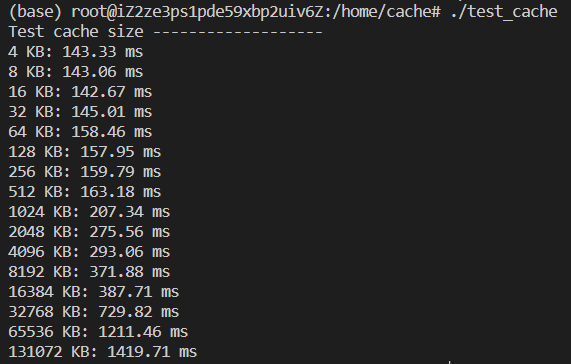 (base) root@iZ2ze3ps1pde59xbp2uiv6Z:/home/cache# ./test_cache
Test cache size -------------------
4 KB: 143.33 ms
8 KB: 143.06 ms
16 KB: 142.67 ms
32 KB: 145.01 ms
64 KB: 158.46 ms
128 KB: 157.95 ms
256 KB: 159.79 ms
512 KB: 163.18 ms
1024 KB: 207.34 ms
2048 KB: 275.56 ms
4096 KB: 293.06 ms
8192 KB: 371.88 ms
16384 KB: 387.71 ms
32768 KB: 729.82 ms
65536 KB: 1211.46 ms
131072 KB: 1419.71 ms